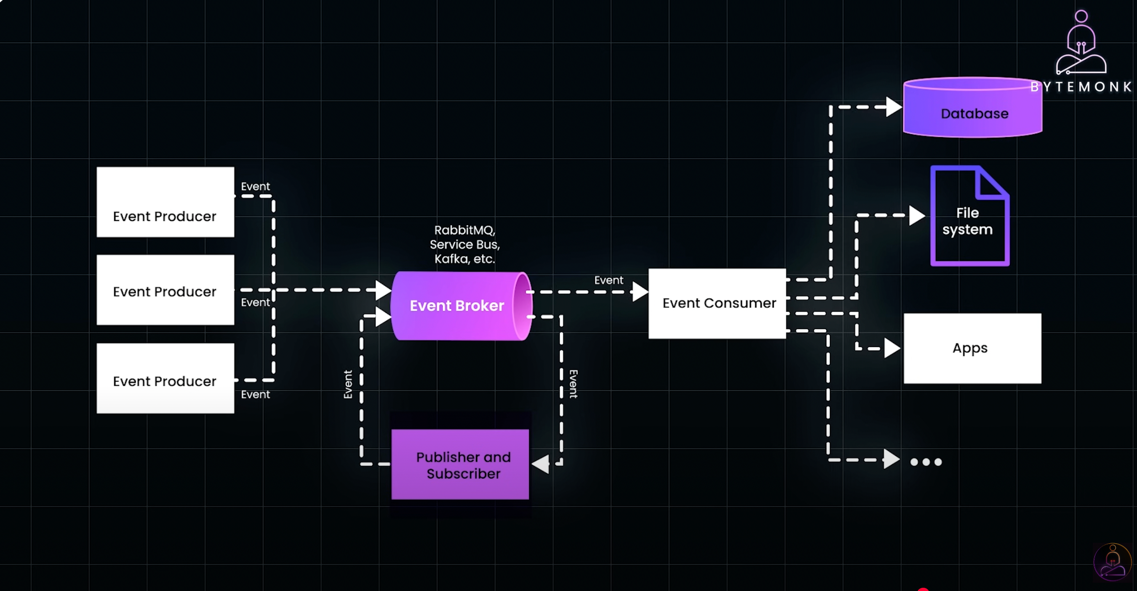 BYTEMONK
Database
Event
Event Producer
File
system
RabbitMQ,
Service Bus,
Kafka, etc.
Event
Event Producer
Event
Event Broker
Event Consumer
Event Producer
Event
Apps
Event
Event
Publisher and
Subscriber